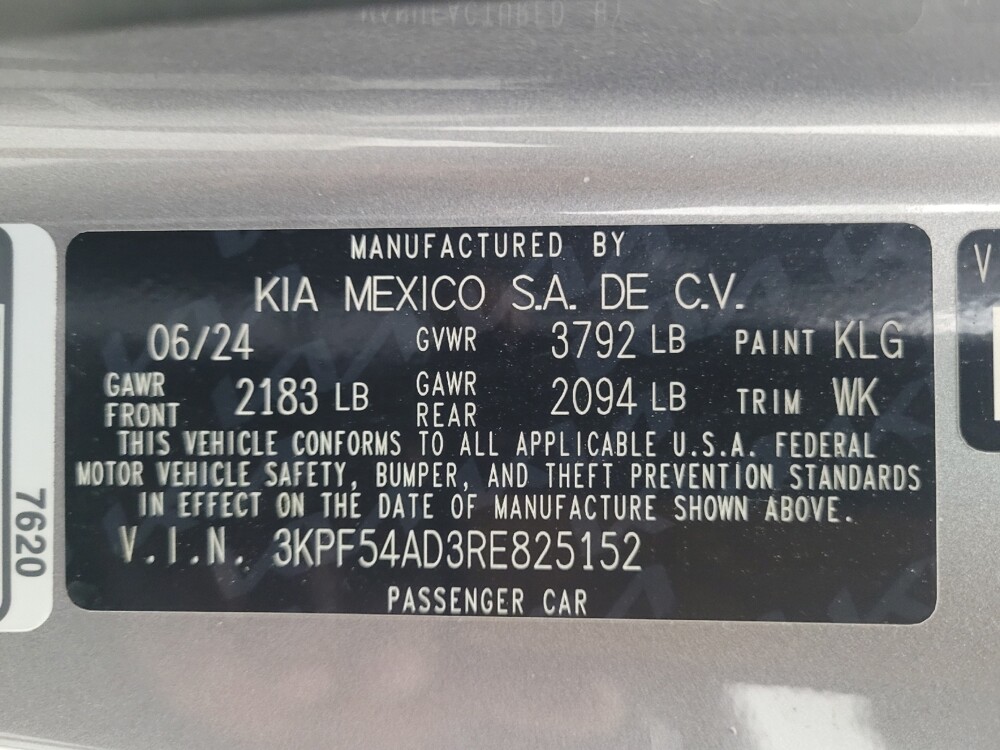 MANUFACTURED BY
KIA MEXICO S.A. DE C.V.
06/24 GVWR 3792 LB PAINT KLG
GAWR FRONT 2183 LB GAWR REAR 2094 LB TRIM WK
THIS VEHICLE CONFORMS TO ALL APPLICABLE U.S.A. FEDERAL
MOTOR VEHICLE SAFETY, BUMPER, AND THEFT PREVENTION STANDARDS
IN EFFECT ON THE DATE OF MANUFACTURE SHOWN ABOVE.
V.I.N. 3KPF54AD3RE825152
PASSENGER CAR
7620
V